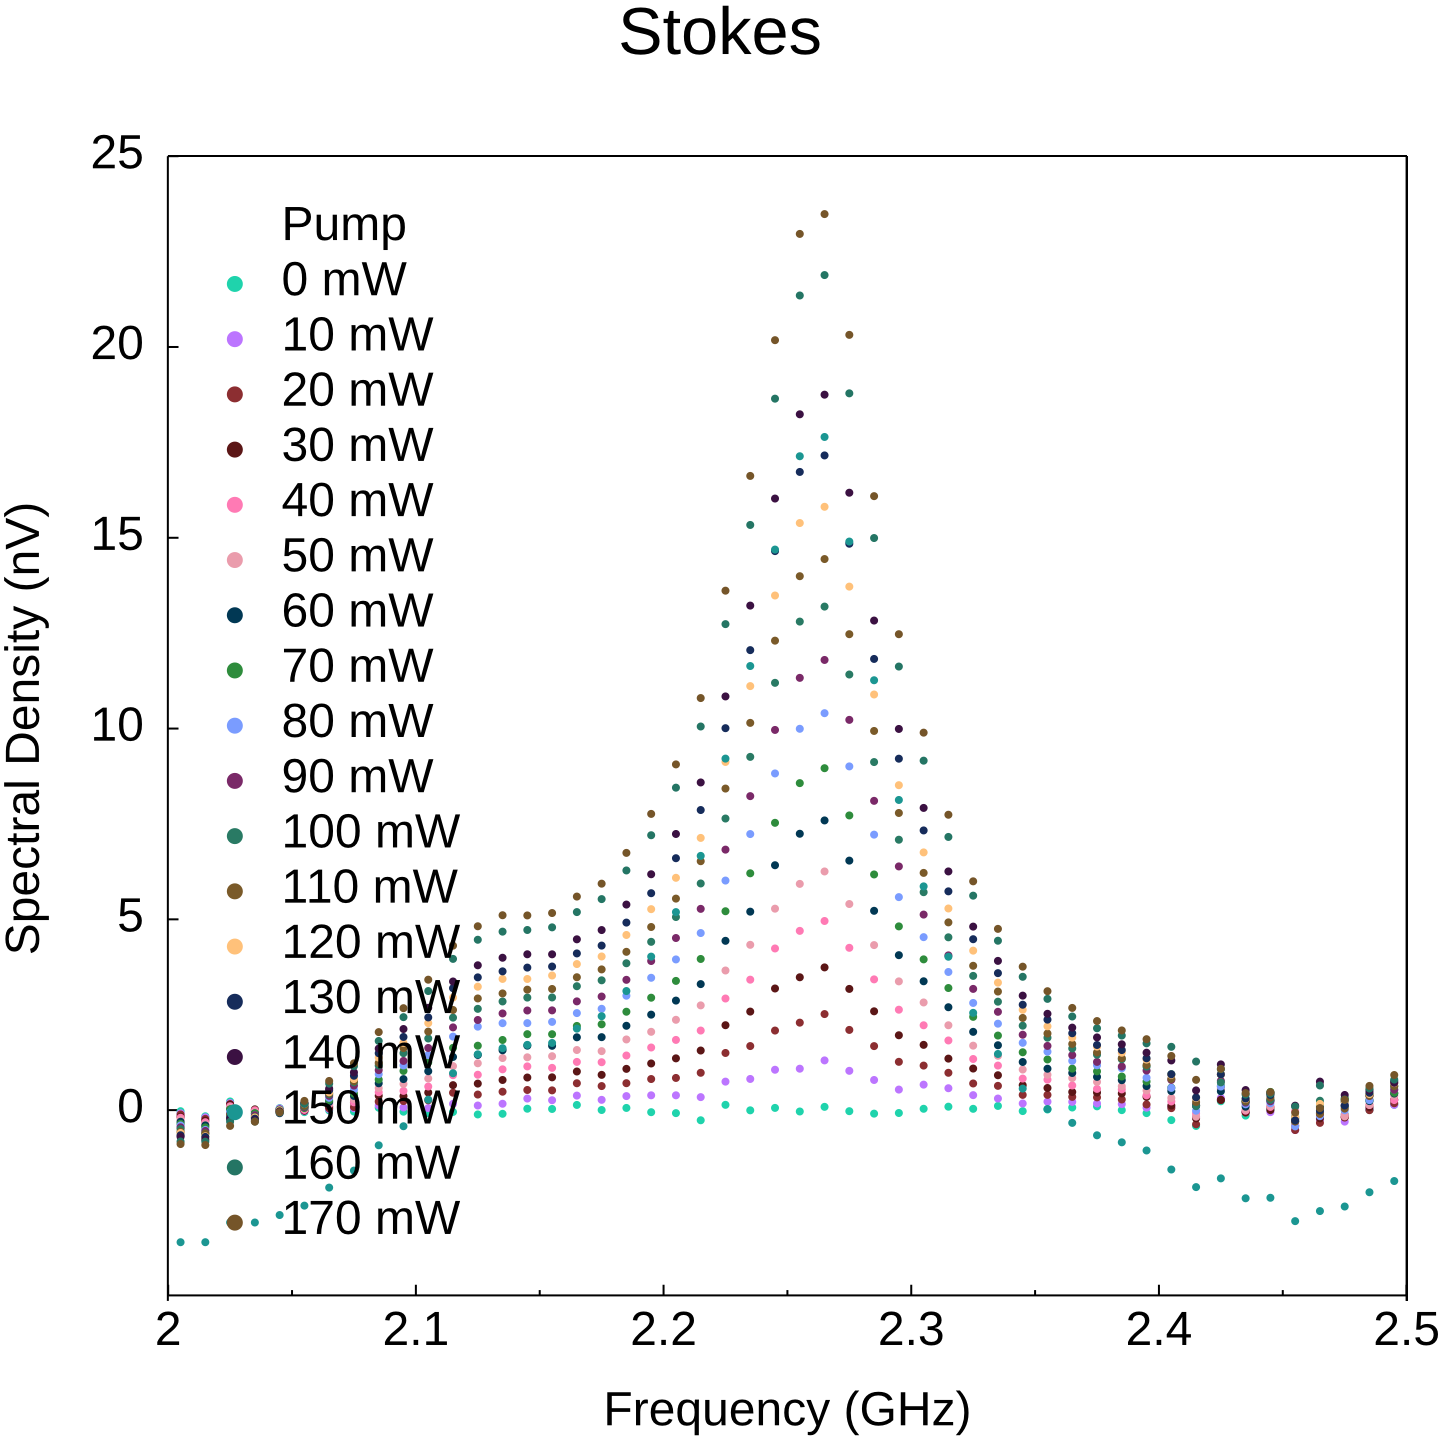 Stokes
25
20
15
10
5
0
Spectral Density (nV)
Pump
0 mW
10 mW
20 mW
30 mW
40 mW
50 mW
60 mW
70 mW
80 mW
90 mW
100 mW
110 mW
120 mW
130 mW
140 mW
150 mW
160 mW
170 mW
2 2.1 2.2 2.3 2.4 2.5
Frequency (GHz)